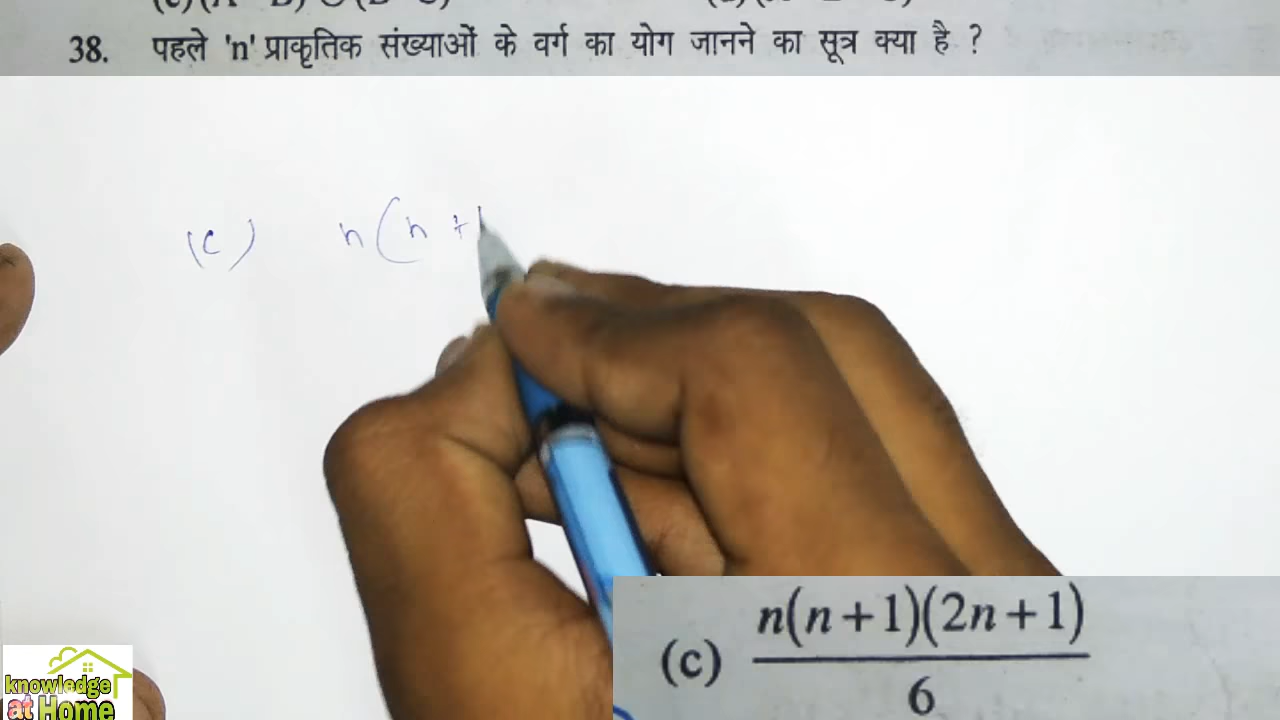 38. पहले 'n' प्राकृतिक संख्याओं के वर्ग का योग जानने का सूत्र क्या है ?
(c) n(n+1
(c) n(n+1)(2n+1)
6
knowledge
at Home